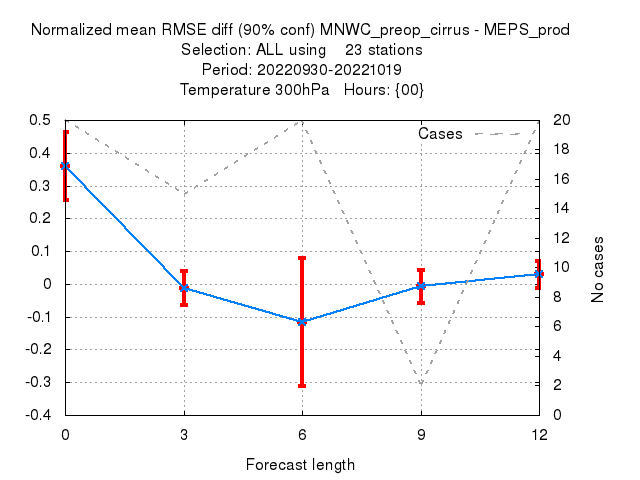 Normalized mean RMSE diff (90% conf) MNWC_preop_cirrus - MEPS_prod
Selection: ALL using 23 stations
Period: 20220930-20221019
Temperature 300hPa Hours: {00}
Cases
0.5
0.4
0.3
0.2
0.1
0
-0.1
-0.2
-0.3
-0.4
20
18
16
14
12
10
8
6
4
2
0
No cases
0 3 6 9 12
Forecast length